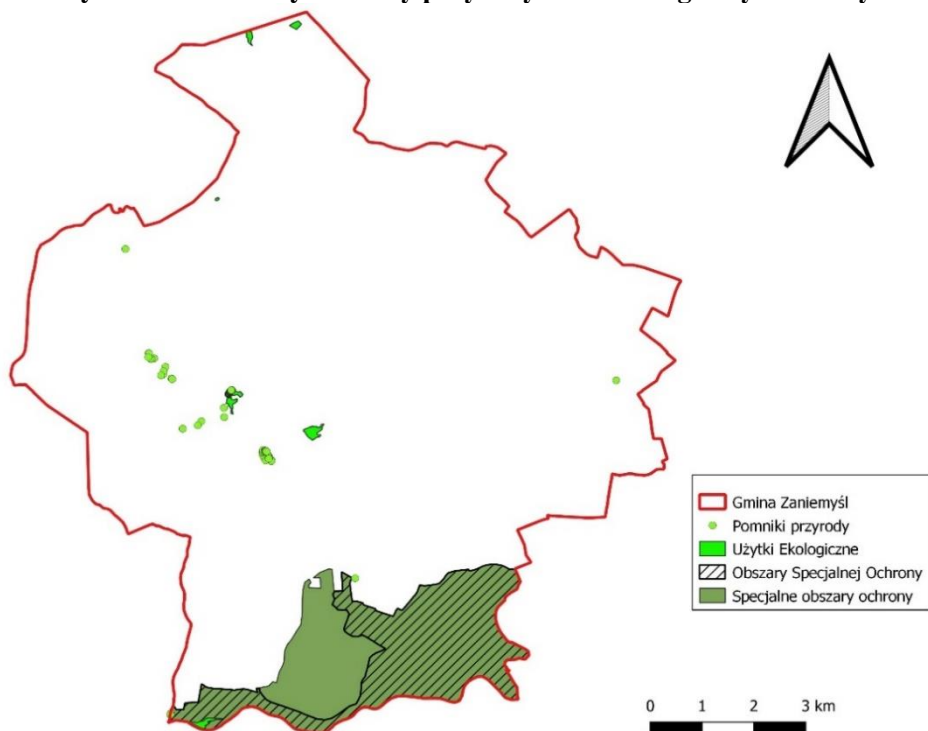 Gmina Zaniemyśl
Pomniki przyrody
Użytki Ekologiczne
Obszary Specjalnej Ochrony
Specjalne obszary ochrony
0 1 2 3 km